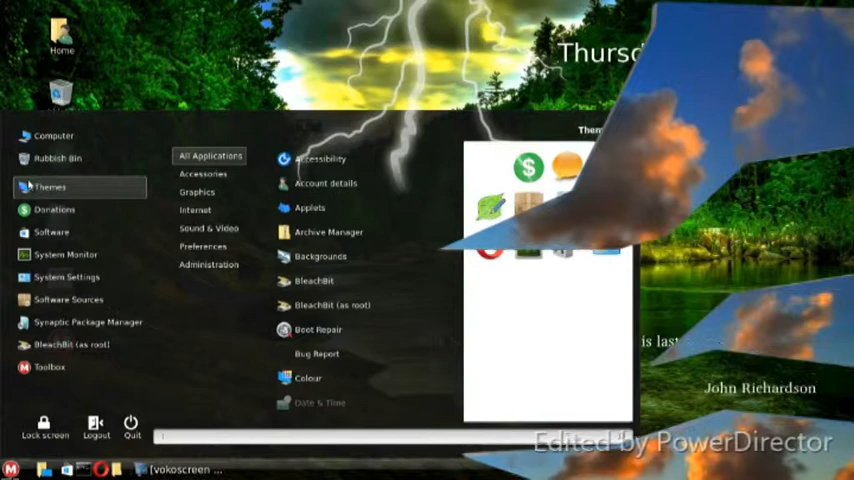 Home
Thursd
Computer
Rubbish Bin
Themes
Donations
Software
System Monitor
System Settings
Software Sources
Synaptic Package Manager
BleachBit (as root)
Toolbox
Lock screen
Logout
Quit
All Applications
Accessories
Graphics
Internet
Sound & Video
Preferences
Administration
Accessibility
Account details
Applets
Archive Manager
Backgrounds
BleachBit
BleachBit (as root)
Boot Repair
Bug Report
Colour
Date & Time
Them
is last
John Richardson
Edited by PowerDirector
[vokoscreen ...